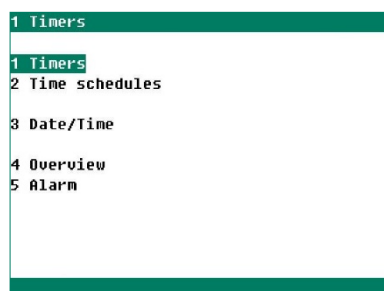 1 Timers
1 Timers
2 Time schedules
3 Date/Time
4 Overview
5 Alarm